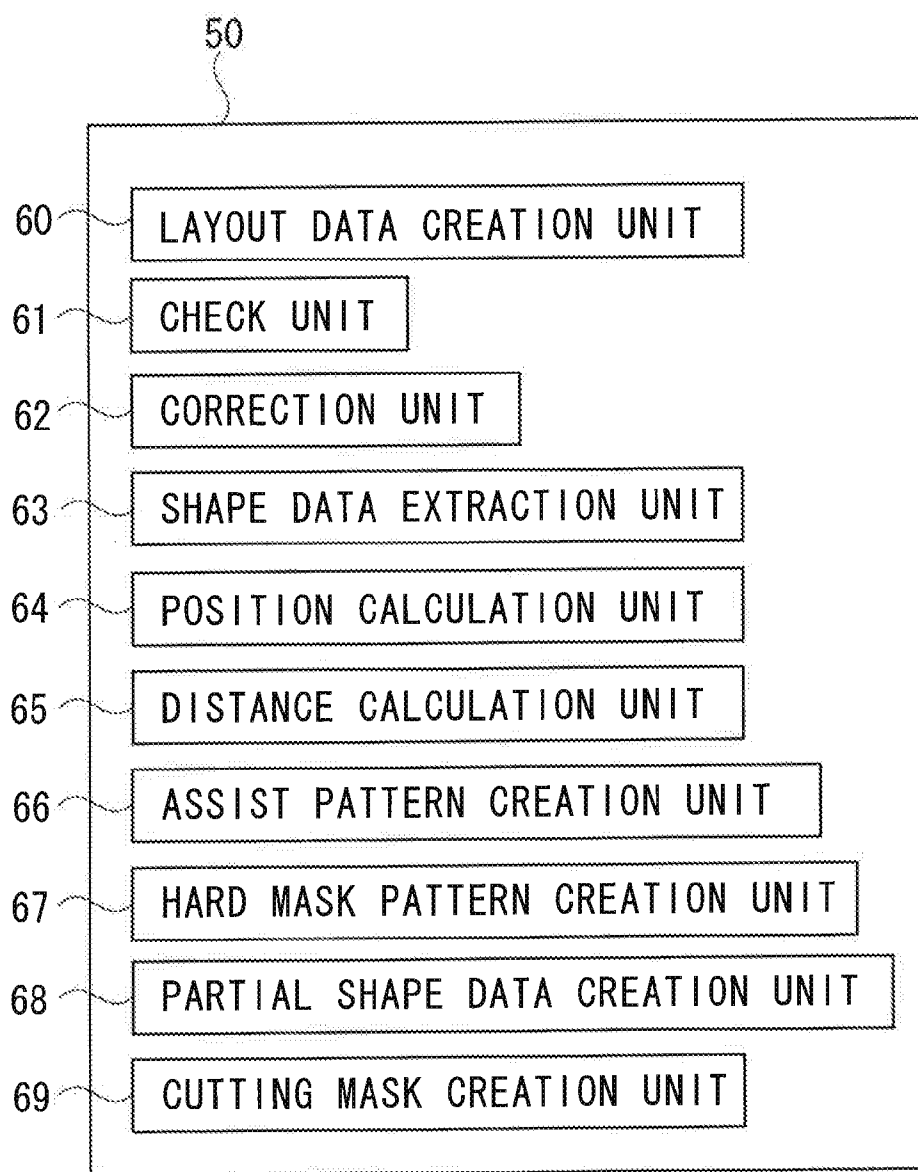 50
60 LAYOUT DATA CREATION UNIT
61 CHECK UNIT
62 CORRECTION UNIT
63 SHAPE DATA EXTRACTION UNIT
64 POSITION CALCULATION UNIT
65 DISTANCE CALCULATION UNIT
66 ASSIST PATTERN CREATION UNIT
67 HARD MASK PATTERN CREATION UNIT
68 PARTIAL SHAPE DATA CREATION UNIT
69 CUTTING MASK CREATION UNIT